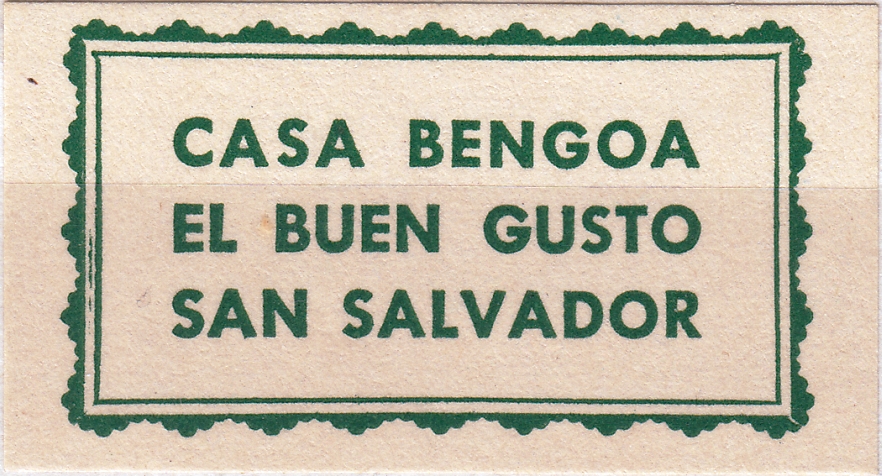 CASA BENGOA
EL BUEN GUSTO
SAN SALVADOR